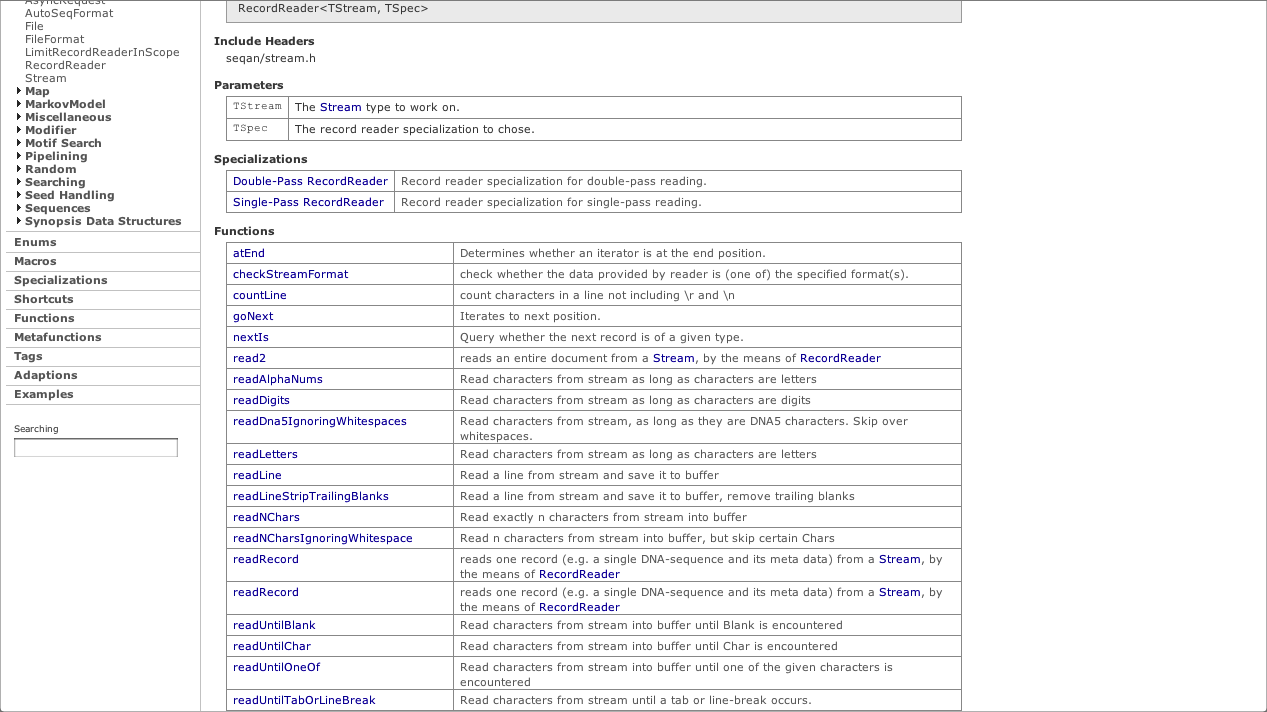 AsyncRequest
AutoSeqFormat
File
FileFormat
LimitRecordReaderInScope
RecordReader
Stream
Map
MarkovModel
Miscellaneous
Modifier
Motif Search
Pipelining
Random
Searching
Seed Handling
Sequences
Synopsis Data Structures
Enums
Macros
Specializations
Shortcuts
Functions
Metafunctions
Tags
Adaptions
Examples
Searching
RecordReader<TStream, TSpec>
Include Headers
seqan/stream.h
Parameters
TStream The Stream type to work on.
TSpec The record reader specialization to chose.
Specializations
Double-Pass RecordReader Record reader specialization for double-pass reading.
Single-Pass RecordReader Record reader specialization for single-pass reading.
Functions
atEnd Determines whether an iterator is at the end position.
checkStreamFormat check whether the data provided by reader is (one of) the specified format(s).
countLine count characters in a line not including \r and \n
goNext Iterates to next position.
nextIs Query whether the next record is of a given type.
read2 reads an entire document from a Stream, by the means of RecordReader
readAlphaNums Read characters from stream as long as characters are letters
readDigits Read characters from stream as long as characters are digits
readDna5IgnoringWhitespaces Read characters from stream, as long as they are DNA5 characters. Skip over
whitespaces.
readLetters Read characters from stream as long as characters are letters
readLine Read a line from stream and save it to buffer
readLineStripTrailingBlanks Read a line from stream and save it to buffer, remove trailing blanks
readNChars Read exactly n characters from stream into buffer
readNCharsIgnoringWhitespace Read n characters from stream into buffer, but skip certain Chars
readRecord reads one record (e.g. a single DNA-sequence and its meta data) from a Stream, by
the means of RecordReader
readRecord reads one record (e.g. a single DNA-sequence and its meta data) from a Stream, by
the means of RecordReader
readUntilBlank Read characters from stream into buffer until Blank is encountered
readUntilChar Read characters from stream into buffer until Char is encountered
readUntilOneOf Read characters from stream into buffer until one of the given characters is
encountered
readUntilTabOrLineBreak Read characters from stream until a tab or line-break occurs.